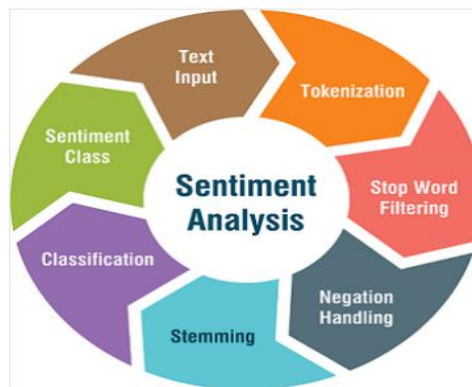 Text
Input
Tokenization
Stop Word
Filtering
Negation
Handling
Stemming
Classification
Sentiment
Class
Sentiment
Analysis